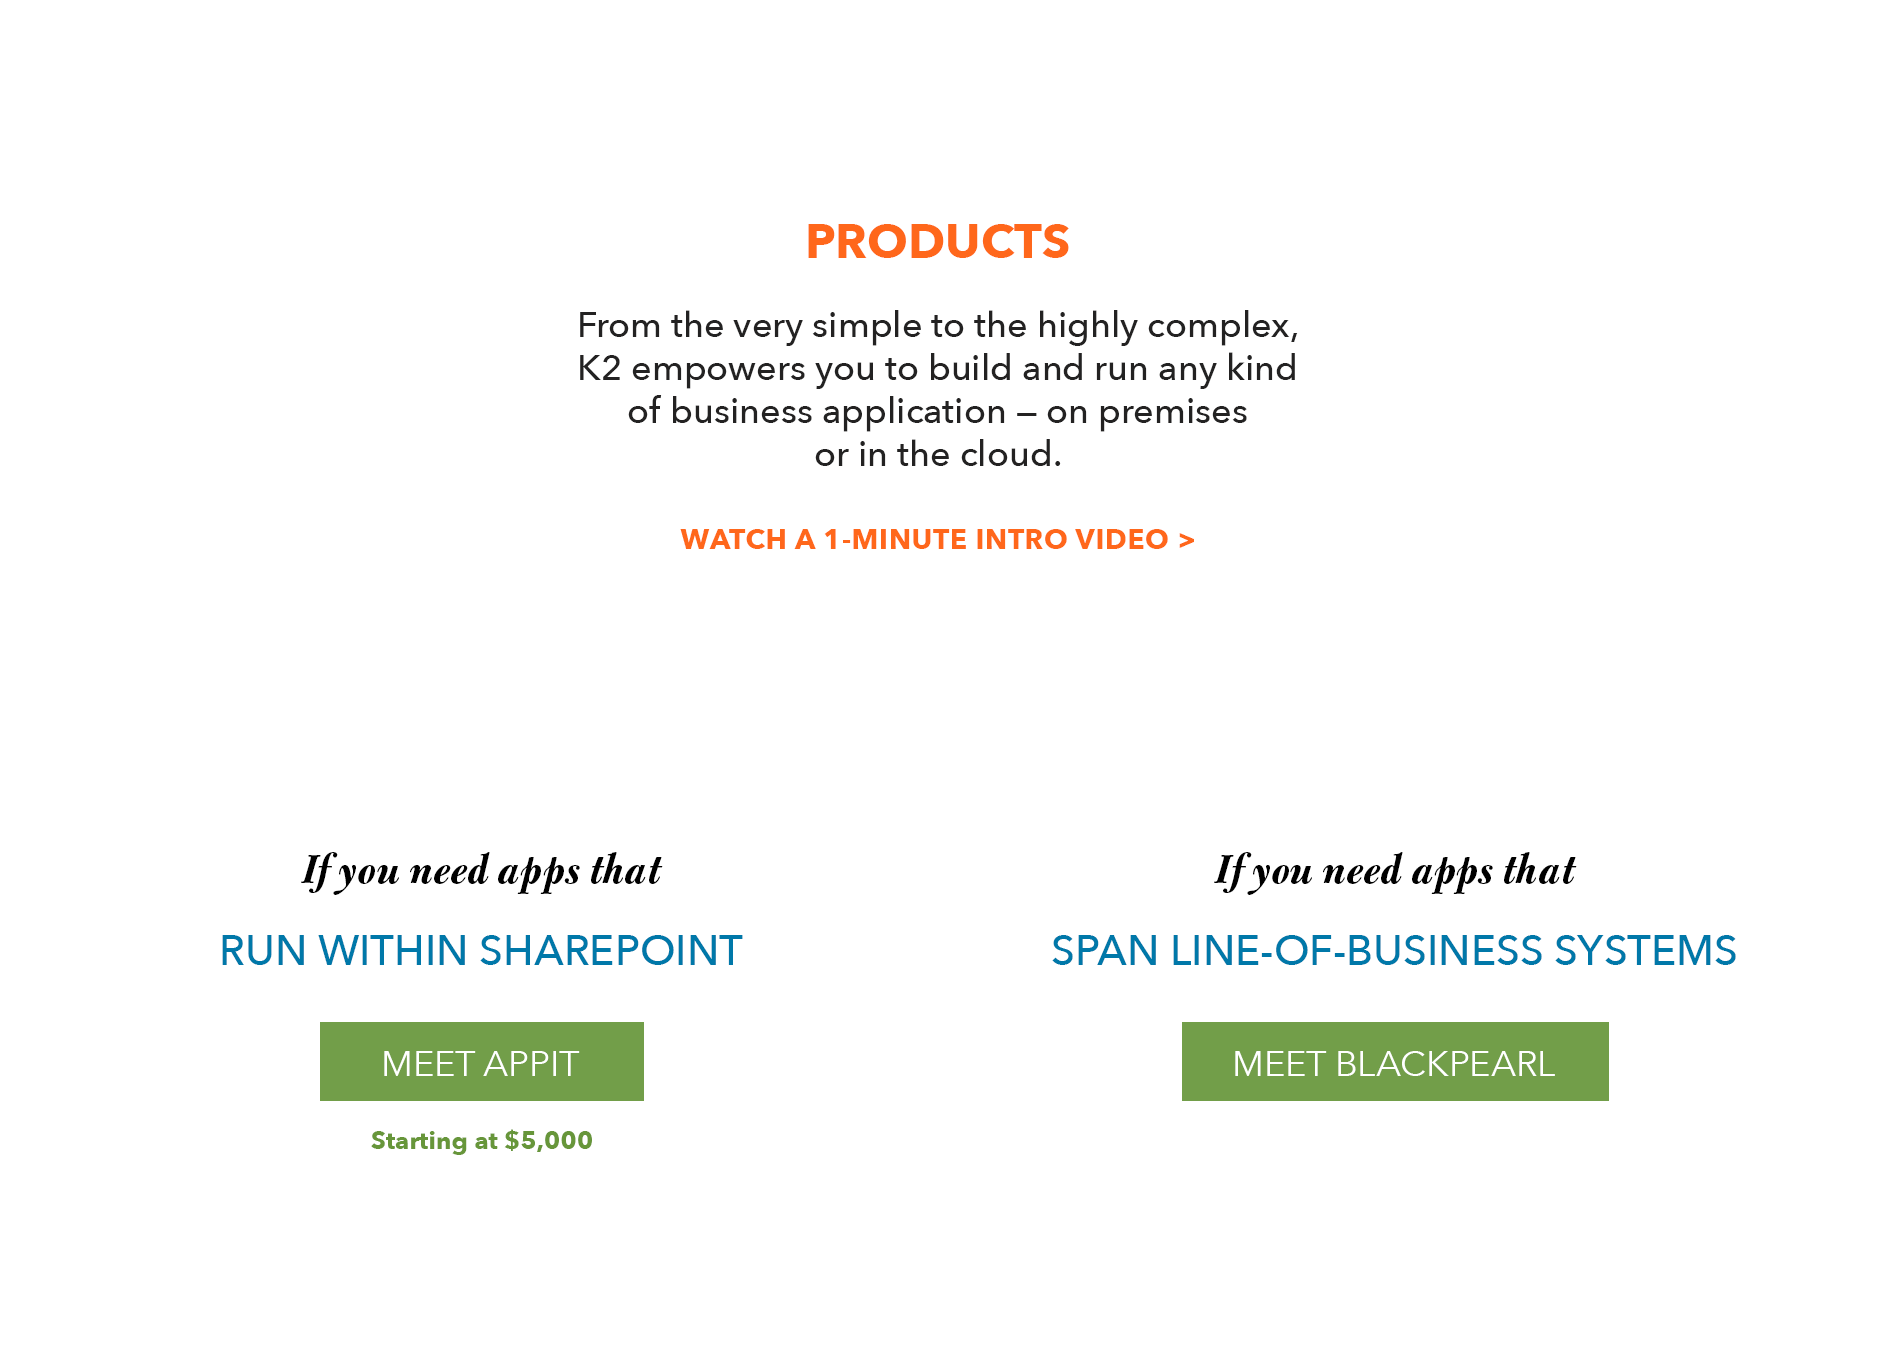 PRODUCTS
From the very simple to the highly complex,
K2 empowers you to build and run any kind
of business application – on premises
or in the cloud.
WATCH A 1-MINUTE INTRO VIDEO >
If you need apps that
RUN WITHIN SHAREPOINT
MEET APPIT
Starting at $5,000
If you need apps that
SPAN LINE-OF-BUSINESS SYSTEMS
MEET BLACKPEARL